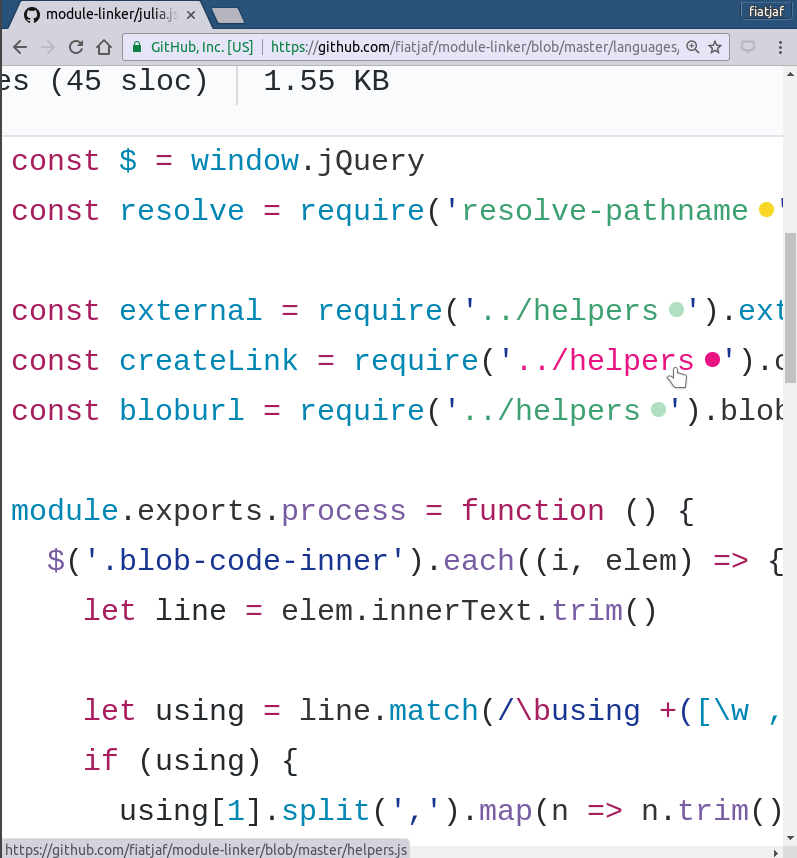 module-linker/julia.js
fiatjaf
GitHub, Inc. [US] https://github.com/fiatjaf/module-linker/blob/master/languages/
es (45 sloc) 1.55 KB
const $ = window.jQuery
const resolve = require('resolve-pathname'
const external = require('../helpers').ext
const createLink = require('../helpers').c
const bloburl = require('../helpers').blob
module.exports.process = function () {
$('.blob-code-inner').each((i, elem) => {
let line = elem.innerText.trim()
let using = line.match(/\busing +([\w ,
if (using) {
using[1].split(',').map(n => n.trim()
https://github.com/fiatjaf/module-linker/blob/master/helpers.js